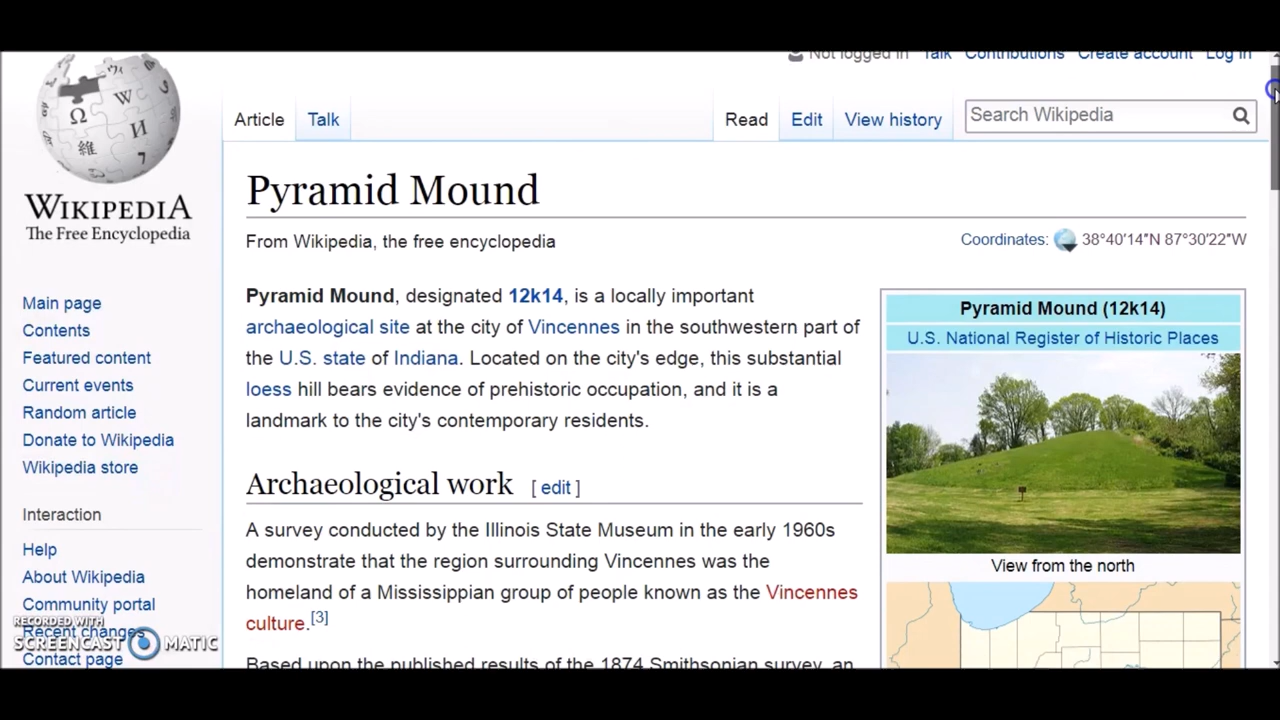 Not logged in Talk Contributions Create account Log in
Article Talk Read Edit View history Search Wikipedia
WIKIPEDIA
The Free Encyclopedia
Pyramid Mound
From Wikipedia, the free encyclopedia
Coordinates: 38°40′14″N 87°30′22″W
Main page
Contents
Featured content
Current events
Random article
Donate to Wikipedia
Wikipedia store
Interaction
Help
About Wikipedia
Community portal
Recent changes
Contact page
RECORDED WITH
SCREENCAST MATIC
Pyramid Mound, designated 12k14, is a locally important
archaeological site at the city of Vincennes in the southwestern part of
the U.S. state of Indiana. Located on the city's edge, this substantial
loess hill bears evidence of prehistoric occupation, and it is a
landmark to the city's contemporary residents.
Archaeological work [ edit ]
A survey conducted by the Illinois State Museum in the early 1960s
demonstrate that the region surrounding Vincennes was the
homeland of a Mississippian group of people known as the Vincennes
culture.[3]
Based upon the published results of the 1874 Smithsonian survey, an
Pyramid Mound (12k14)
U.S. National Register of Historic Places
View from the north